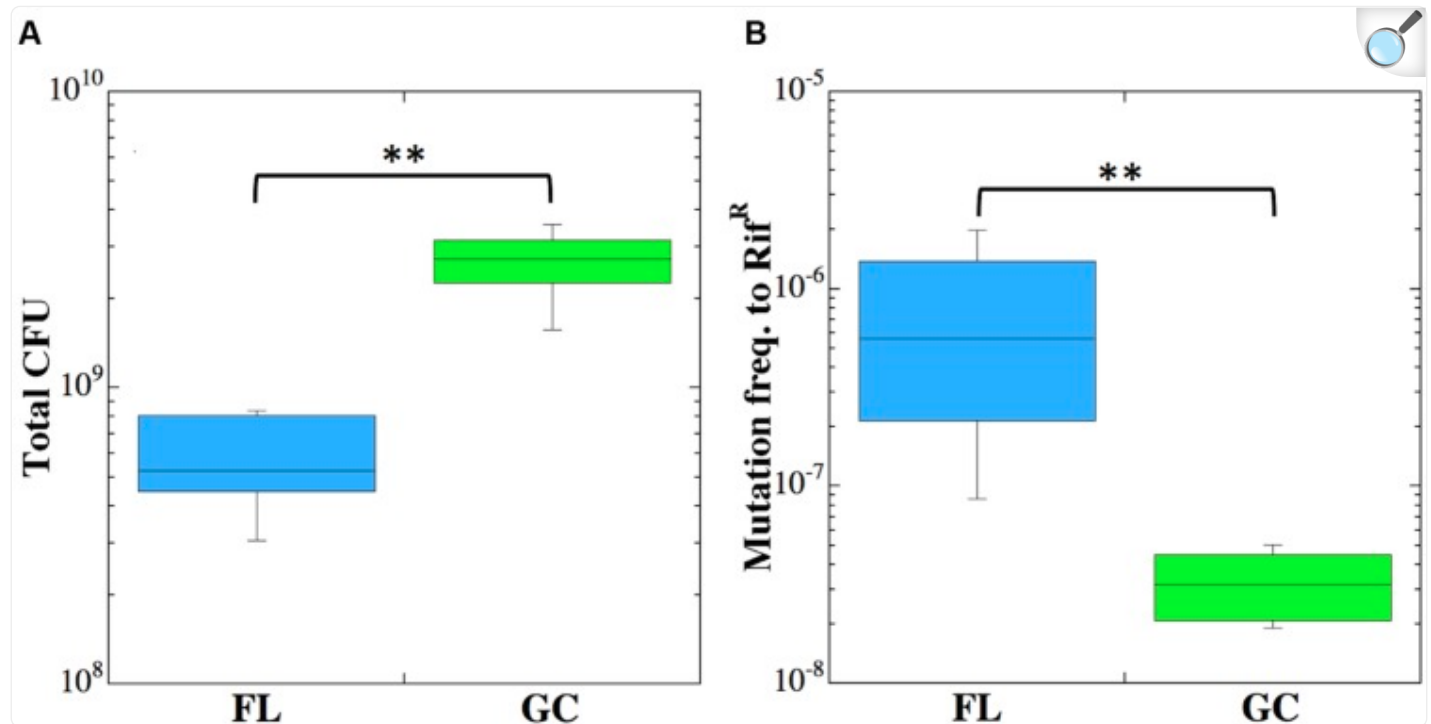 A
B
10^10
10^9
10^8
Total CFU
**
FL
GC
10^-5
10^-6
10^-7
10^-8
Mutation freq. to Rif^R
**
FL
GC